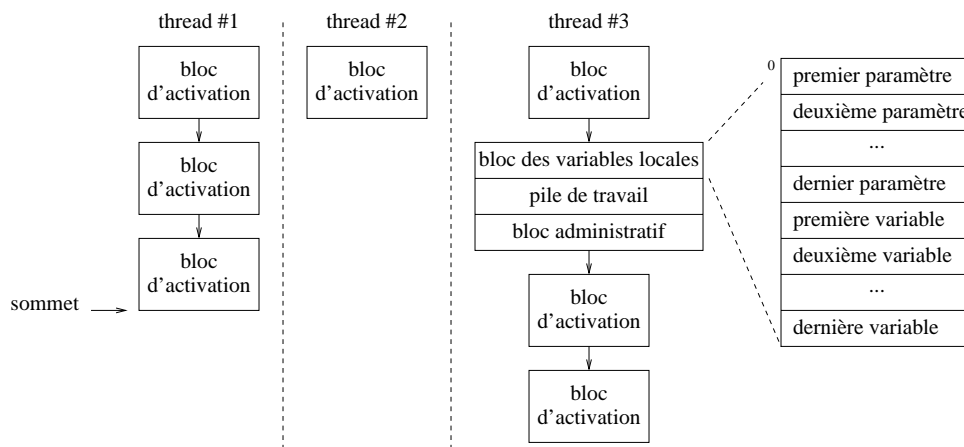 thread #1
thread #2
thread #3
bloc
d'activation
bloc
d'activation
bloc
d'activation
sommet
bloc
d'activation
bloc
d'activation
bloc des variables locales
pile de travail
bloc administratif
bloc
d'activation
bloc
d'activation
0
premier paramètre
deuxième paramètre
...
dernier paramètre
première variable
deuxième variable
...
dernière variable